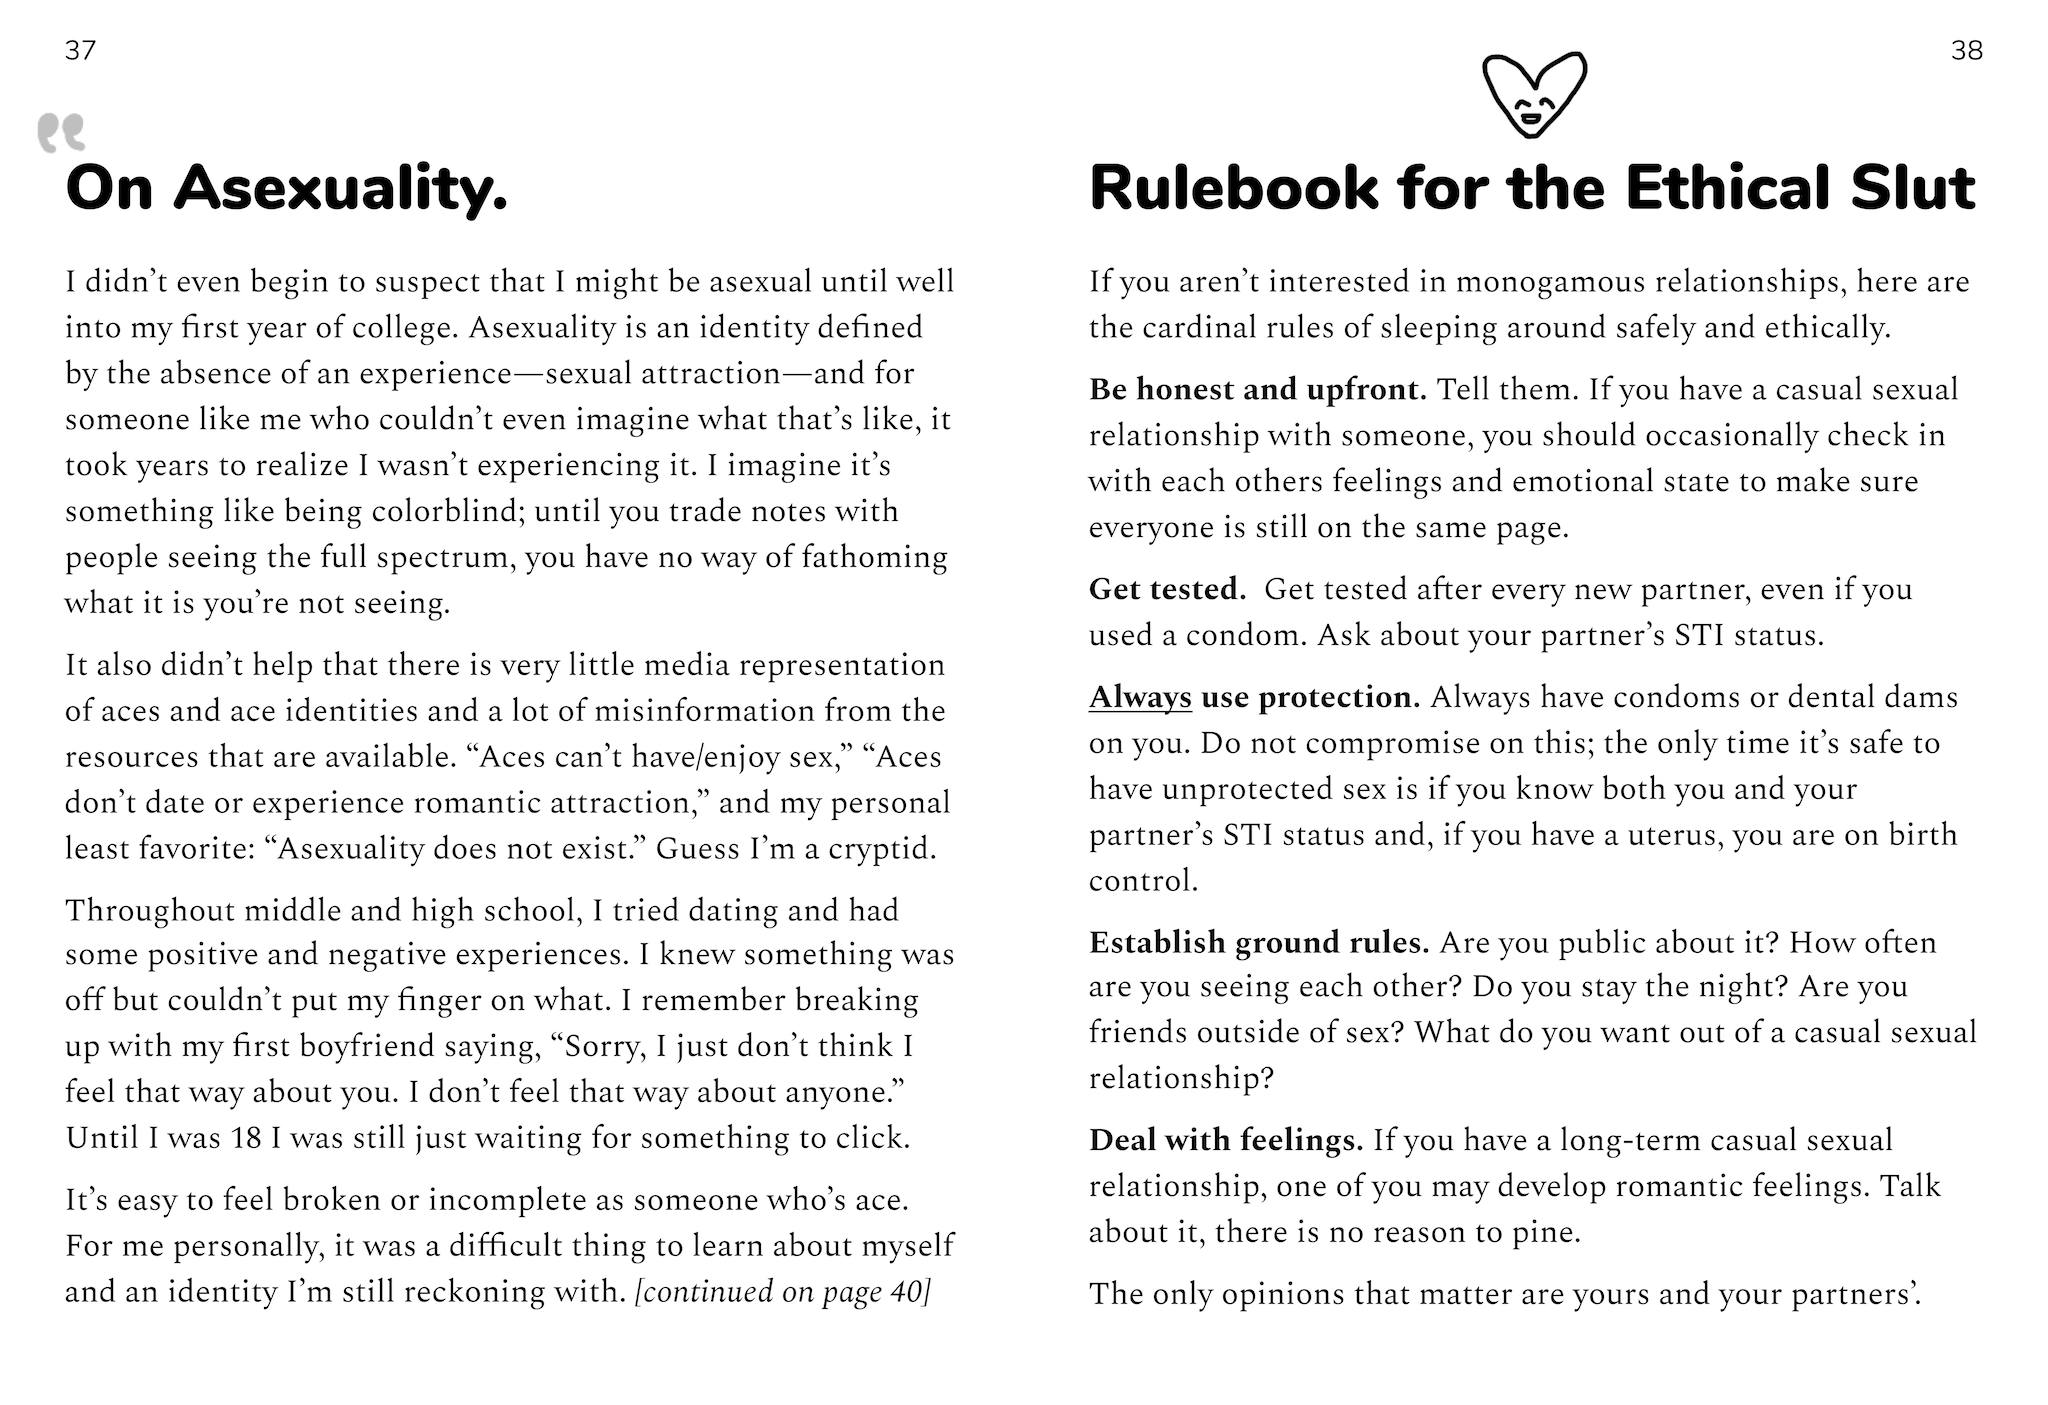 37
On Asexuality.
I didn’t even begin to suspect that I might be asexual until well
into my first year of college. Asexuality is an identity defined
by the absence of an experience—sexual attraction—and for
someone like me who couldn’t even imagine what that’s like, it
took years to realize I wasn’t experiencing it. I imagine it’s
something like being colorblind; until you trade notes with
people seeing the full spectrum, you have no way of fathoming
what it is you’re not seeing.
It also didn’t help that there is very little media representation
of aces and ace identities and a lot of misinformation from the
resources that are available. “Aces can’t have/enjoy sex,” “Aces
don’t date or experience romantic attraction,” and my personal
least favorite: “Asexuality does not exist.” Guess I’m a cryptid.
Throughout middle and high school, I tried dating and had
some positive and negative experiences. I knew something was
off but couldn’t put my finger on what. I remember breaking
up with my first boyfriend saying, “Sorry, I just don’t think I
feel that way about you. I don’t feel that way about anyone.”
Until I was 18 I was still just waiting for something to click.
It’s easy to feel broken or incomplete as someone who’s ace.
For me personally, it was a difficult thing to learn about myself
and an identity I’m still reckoning with. [continued on page 40]
38
Rulebook for the Ethical Slut
If you aren’t interested in monogamous relationships, here are
the cardinal rules of sleeping around safely and ethically.
Be honest and upfront. Tell them. If you have a casual sexual
relationship with someone, you should occasionally check in
with each others feelings and emotional state to make sure
everyone is still on the same page.
Get tested.  Get tested after every new partner, even if you
used a condom. Ask about your partner’s STI status.
Always use protection. Always have condoms or dental dams
on you. Do not compromise on this; the only time it’s safe to
have unprotected sex is if you know both you and your
partner’s STI status and, if you have a uterus, you are on birth
control.
Establish ground rules. Are you public about it? How often
are you seeing each other? Do you stay the night? Are you
friends outside of sex? What do you want out of a casual sexual
relationship?
Deal with feelings. If you have a long-term casual sexual
relationship, one of you may develop romantic feelings. Talk
about it, there is no reason to pine.
The only opinions that matter are yours and your partners’.